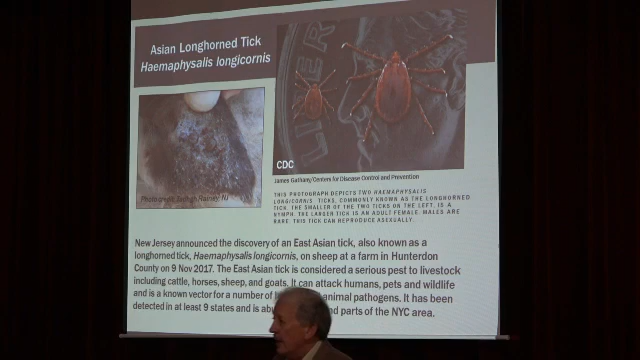 Asian Longhorned Tick
Haemaphysalis longicornis
LIBER
CDC
James Gathany/Centers for Disease Control and Prevention
THIS PHOTOGRAPH DEPICTS TWO HAEMAPHYSALIS
LONGICORNIS TICKS, COMMONLY KNOWN AS THE LONGHORNED
TICK. THE SMALLER OF THE TWO TICKS ON THE LEFT, IS A
NYMPH. THE LARGER TICK IS AN ADULT FEMALE. MALES ARE
RARE. THIS TICK CAN REPRODUCE ASEXUALLY.
Rainey, NJ
New Jersey announced the discovery of an East Asian tick, also known as a
longhorned tick, Haemaphysalis longicornis, on sheep at a farm in Hunterdon
County on 9 Nov 2017. The East Asian tick is considered a serious pest to livestock
including cattle, horses, sheep, and goats. It can attack humans, pets and wildlife
and is a known vector for a number of animal pathogens. It has been
detected in at least 9 states and is parts of the NYC area.